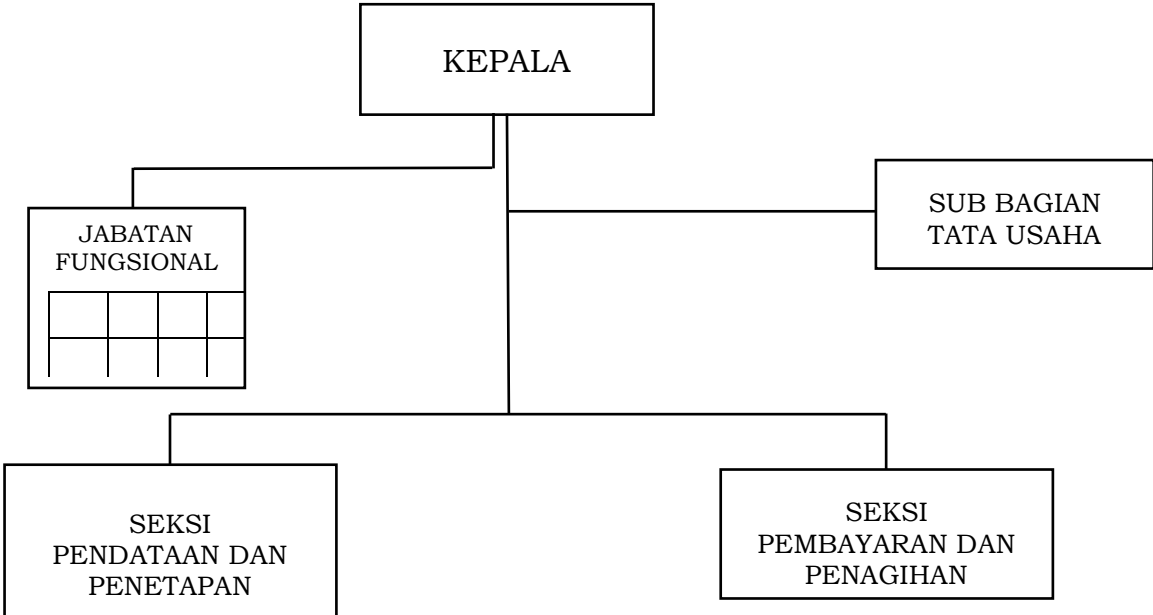 KEPALA
JABATAN
FUNGSIONAL
SUB BAGIAN
TATA USAHA
SEKSI
PENDATAAN DAN
PENETAPAN
SEKSI
PEMBAYARAN DAN
PENAGIHAN